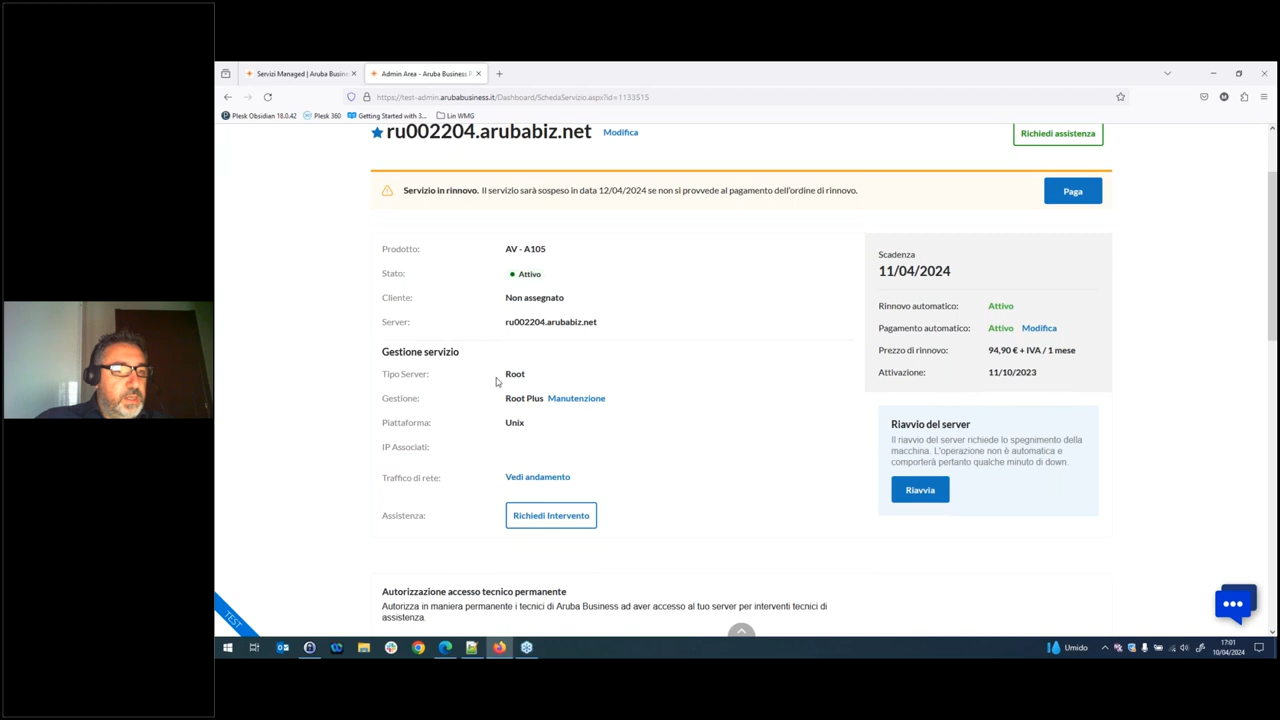 Servizi Managed | Aruba Busine
Admin Area - Aruba Business P
https://test-admin.arubabusiness.it/Dashboard/SchedaServizio.aspx?id=1133515
Plesk Obsidian 18.0.42
Plesk 360
Getting Started with 3...
Lin WMG
ru002204.arubabiz.net
Modifica
Richiedi assistenza
Servizio in rinnovo. Il servizio sarà sospeso in data 12/04/2024 se non si provvede al pagamento dell'ordine di rinnovo.
Paga
Prodotto: AV - A105
Stato: Attivo
Cliente: Non assegnato
Server: ru002204.arubabiz.net
Gestione servizio
Tipo Server: Root
Gestione: Root Plus Manutenzione
Piattaforma: Unix
IP Associati:
Traffico di rete: Vedi andamento
Assistenza: Richiedi Intervento
Scadenza
11/04/2024
Rinnovo automatico: Attivo
Pagamento automatico: Attivo Modifica
Prezzo di rinnovo: 94,90 € + IVA / 1 mese
Attivazione: 11/10/2023
Riavvio del server
Il riavvio del server richiede lo spegnimento della
macchina. L'operazione non è automatica e
comporterà pertanto qualche minuto di down.
Riavvia
Autorizzazione accesso tecnico permanente
Autorizza in maniera permanente i tecnici di Aruba Business ad aver accesso al tuo server per interventi tecnici di
assistenza.
TEST
Umido
17:01
10/04/2024